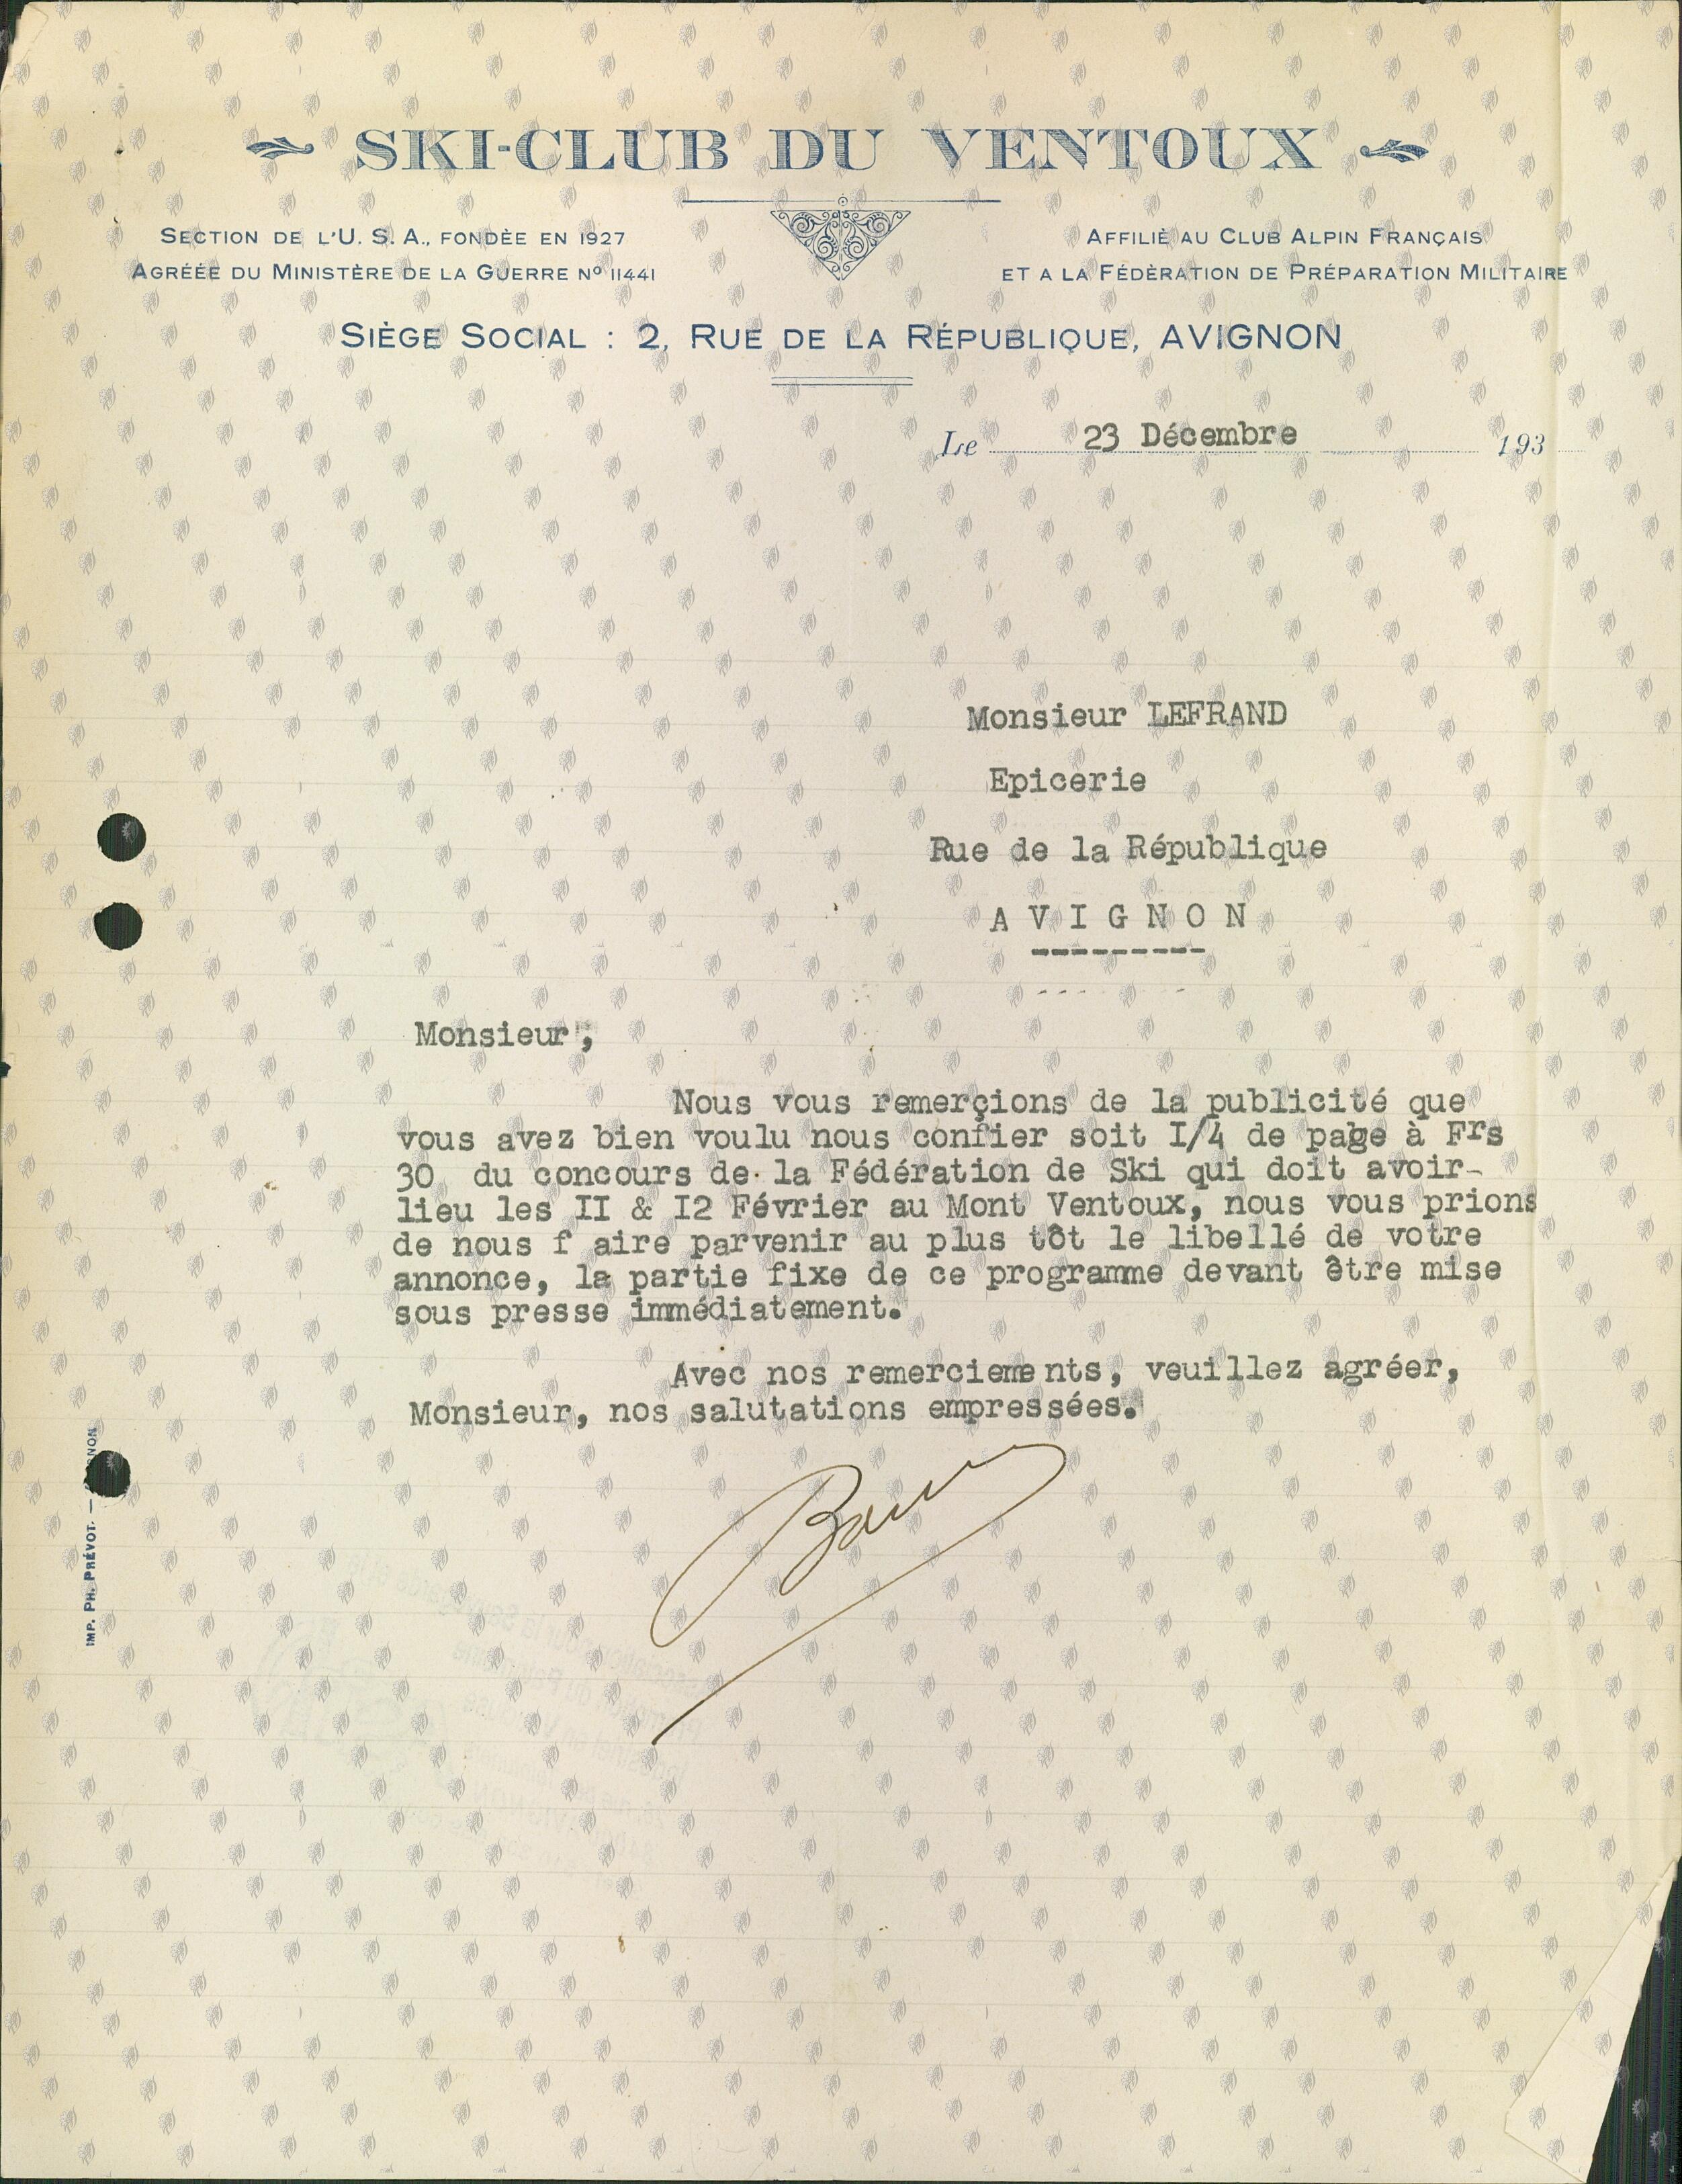 SKI-CLUB DU VENTOUX
SECTION DE L'U. S. A., FONDÈE EN 1927
AGRÉÉE DU MINISTÈRE DE LA GUERRE Nº 11441
AFFILIÈ AU CLUB ALPIN FRANÇAIS
ET A LA FÉDÈRATION DE PRÉPARATION MILITAIRE
SIÈGE SOCIAL : 2, RUE DE LA RÉPUBLIQUE, AVIGNON
Le 23 Décembre 193
Monsieur LEFRAND
Epicerie
Rue de la République
A V I G N O N
---------
Monsieur,
Nous vous remerçions de la publicité que
vous avez bien voulu nous confier soit I/4 de page à Frs
30 du concours de la Fédération de Ski qui doit avoir-
lieu les II & I2 Février au Mont Ventoux, nous vous prions
de nous f aire parvenir au plus tôt le libellé de votre
annonce, la partie fixe de ce programme devant être mise
sous presse immédiatement.
Avec nos remerciements, veuillez agréer,
Monsieur, nos salutations empressées.
IMP. PH. PRÉVOT. —